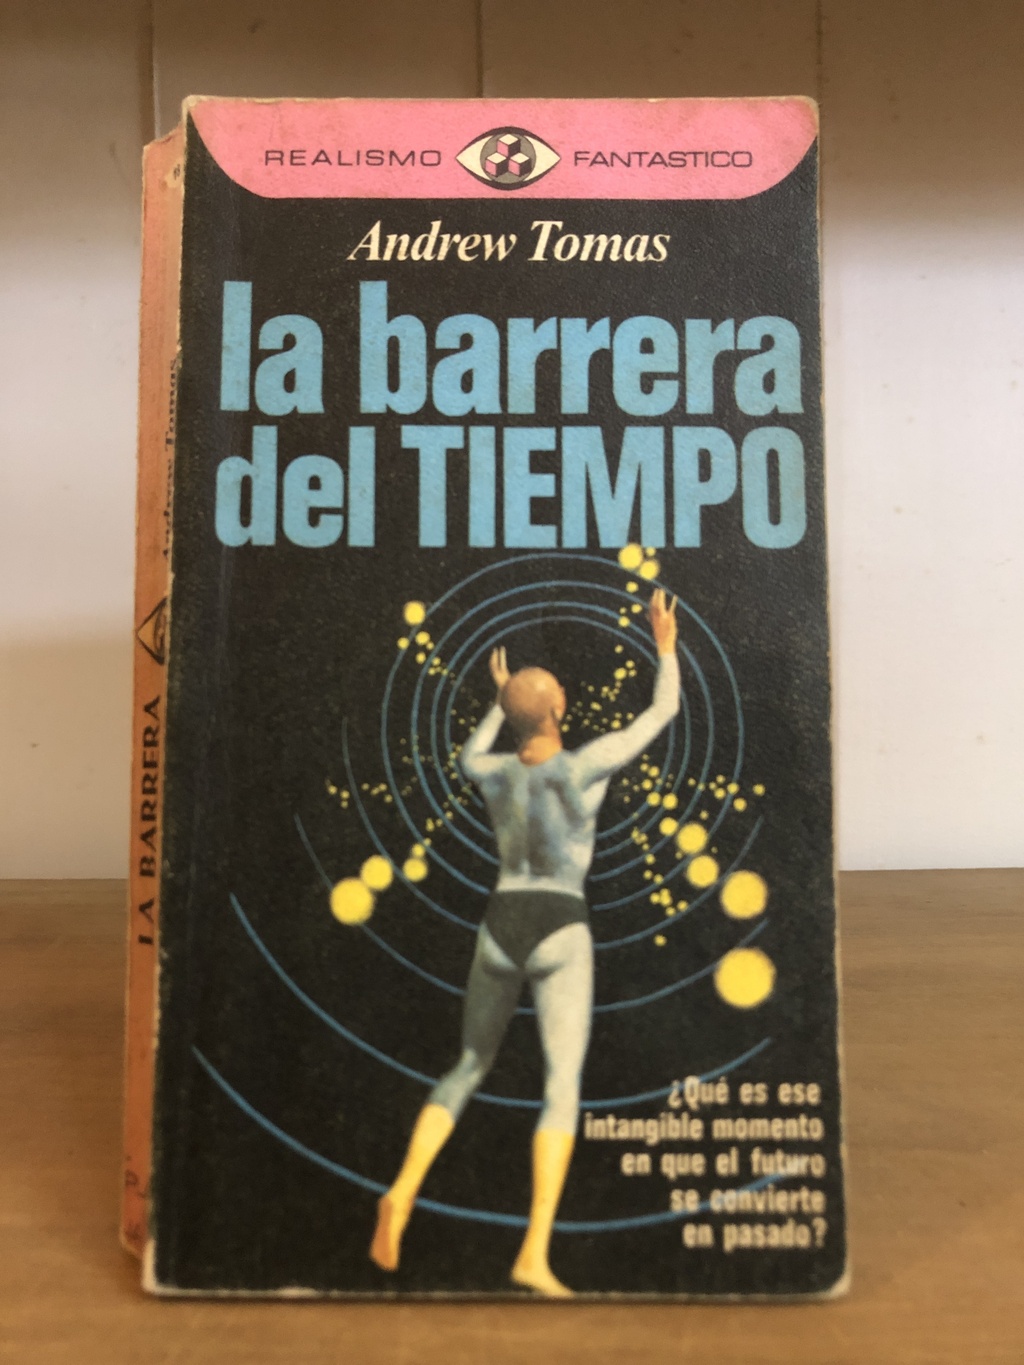 REALISMO FANTASTICO
Andrew Tomas
la barrera
del TIEMPO
¿Qué es ese
intangible momento
en que el futuro
se convierte
en pasado?
LA BARRERA
Andrew Tomas